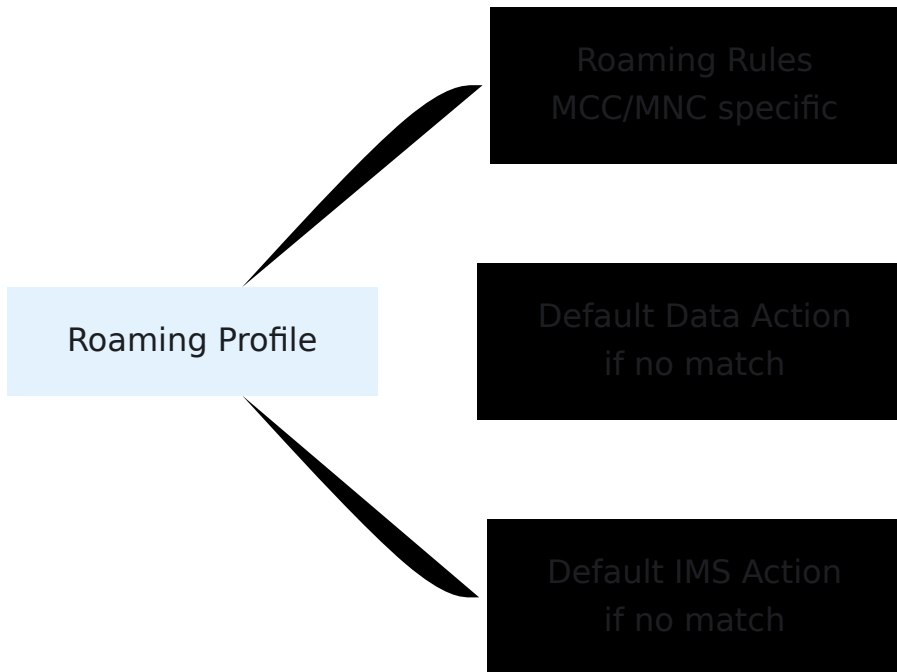 Roaming Rules
MCC/MNC specific
Roaming Profile
Default Data Action
if no match
Default IMS Action
if no match